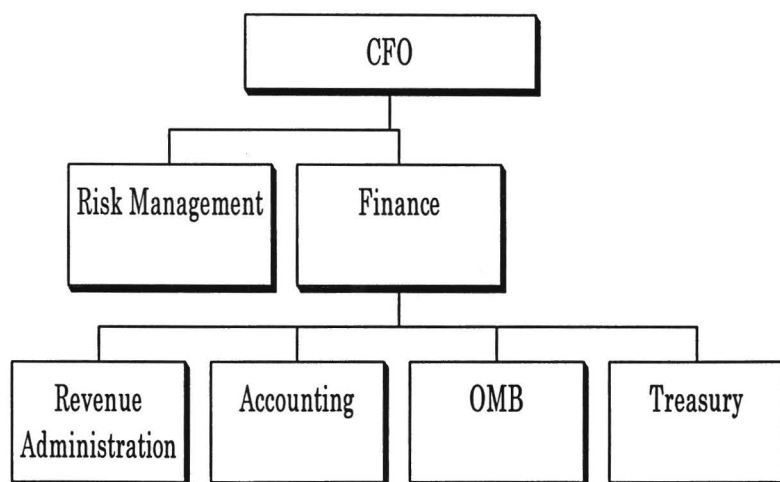 CFO
Risk Management
Finance
Revenue
Administration
Accounting
OMB
Treasury